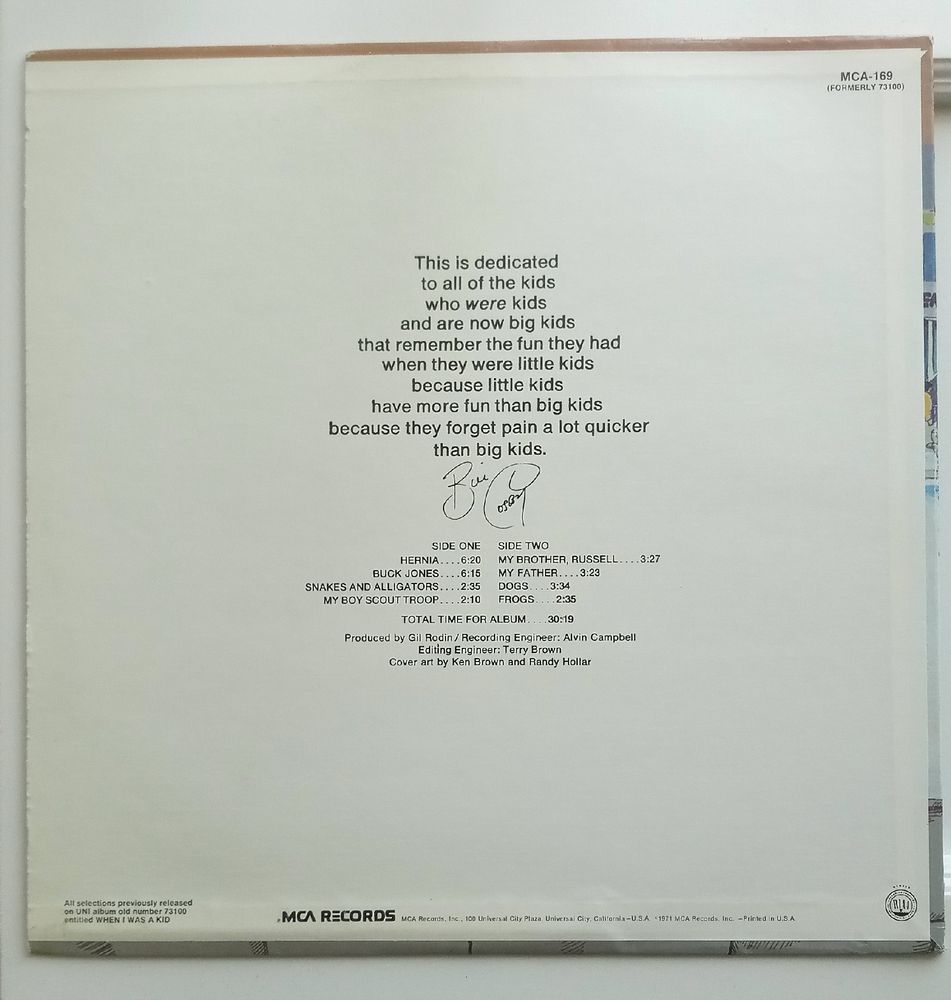 MCA-169
(FORMERLY 73100)
This is dedicated
to all of the kids
who were kids
and are now big kids
that remember the fun they had
when they were little kids
because little kids
have more fun than big kids
because they forget pain a lot quicker
than big kids.
Bill Cosby
SIDE ONE
HERNIA....6:20
BUCK JONES....6:15
SNAKES AND ALLIGATORS....2:35
MY BOY SCOUT TROOP....2:10
SIDE TWO
MY BROTHER, RUSSELL....3:27
MY FATHER....3:23
DOGS....3:34
FROGS....2:35
TOTAL TIME FOR ALBUM....30:19
Produced by Gil Rodin / Recording Engineer: Alvin Campbell
Editing Engineer: Terry Brown
Cover art by Ken Brown and Randy Hollar
All selections previously released
on UNI album old number 73100
entitled WHEN I WAS A KID
MCA RECORDS MCA Records, Inc., 100 Universal City Plaza, Universal City, California–U.S.A. ©1971 MCA Records, Inc. –Printed in U.S.A.